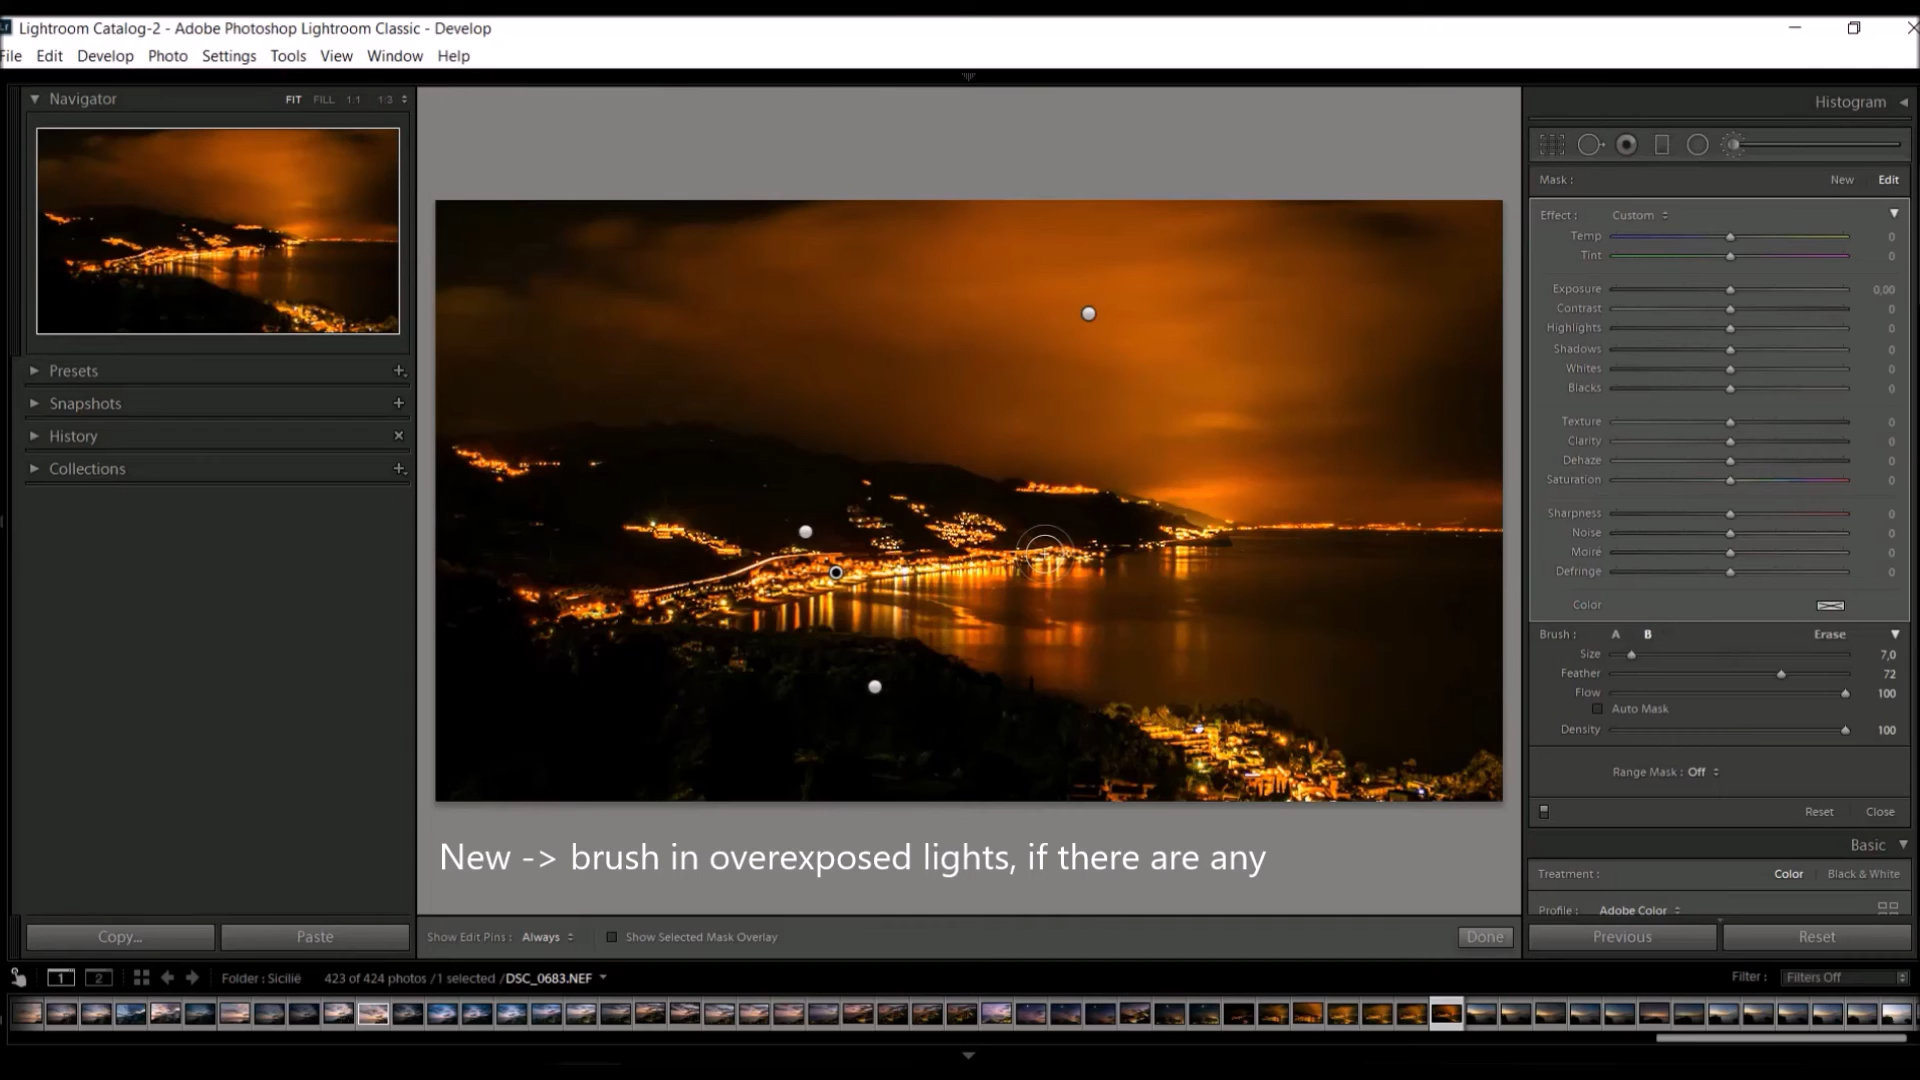 Lightroom Catalog-2 - Adobe Photoshop Lightroom Classic - Develop
File Edit Develop Photo Settings Tools View Window Help
Navigator FIT FILL 1:1 1:3
Presets
Snapshots
History
Collections
Copy... Paste
New -> brush in overexposed lights, if there are any
Show Edit Pins : Always Show Selected Mask Overlay Done
Histogram
Mask : New Edit
Effect : Custom
Temp 0
Tint 0
Exposure 0,00
Contrast 0
Highlights 0
Shadows 0
Whites 0
Blacks 0
Texture 0
Clarity 0
Dehaze 0
Saturation 0
Sharpness 0
Noise 0
Moiré 0
Defringe 0
Color
Brush : A B Erase
Size 7,0
Feather 72
Flow 100
Auto Mask
Density 100
Range Mask : Off
Reset Close
Basic
Treatment : Color Black & White
Profile : Adobe Color
Previous Reset
1 2 Folder : Sicilië 423 of 424 photos / 1 selected / DSC_0683.NEF Filter : Filters Off